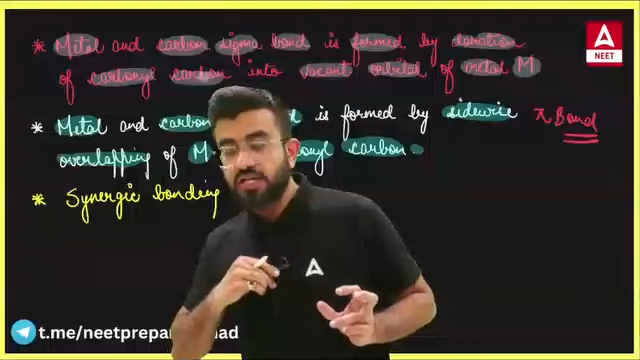 * Metal and carbon sigma bond is formed by donation
of carbonyl carbon into vacant orbital of metal M
* Metal and carbon is formed by sidewise π Bond
overlapping of M carbon
* Synergic bonding
A
NEET
A
t.me/neetprepar